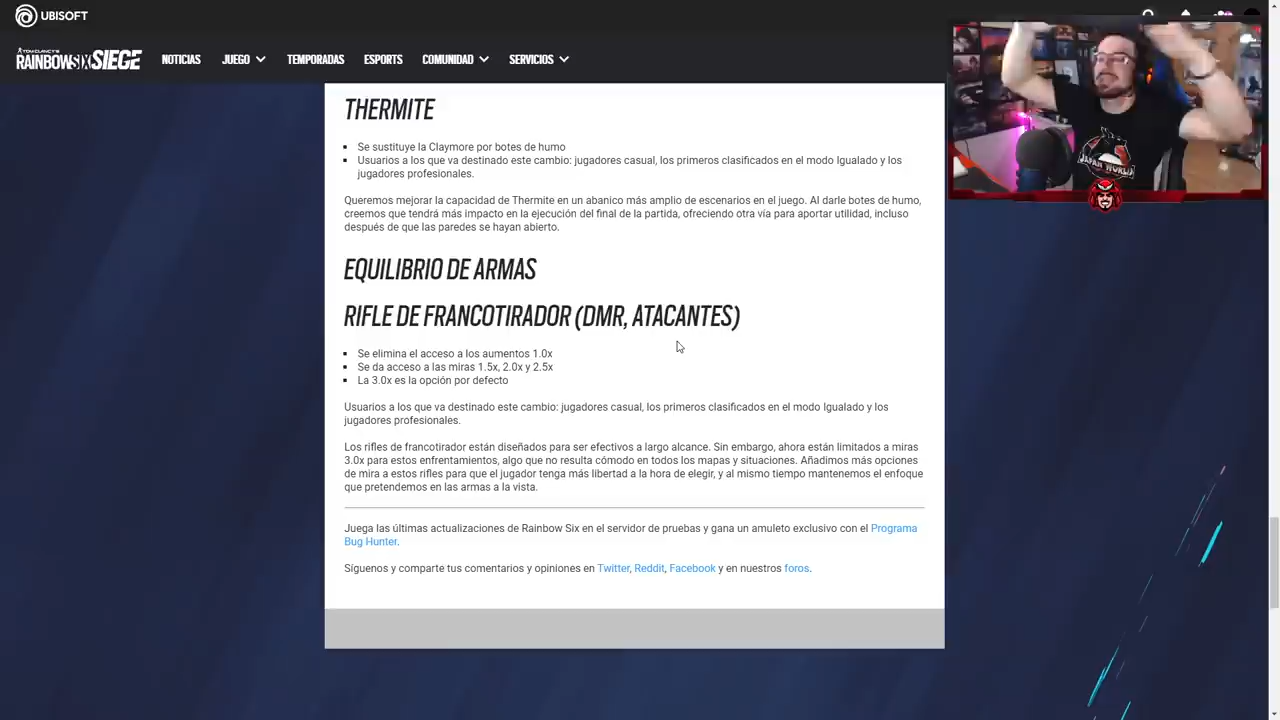 UBISOFT
TOM CLANCY'S
RAINBOWSIX SIEGE
NOTICIAS
JUEGO
TEMPORADAS
ESPORTS
COMUNIDAD
SERVICIOS
THERMITE
Se sustituye la Claymore por botes de humo
Usuarios a los que va destinado este cambio: jugadores casual, los primeros clasificados en el modo Igualado y los
jugadores profesionales.
Queremos mejorar la capacidad de Thermite en un abanico más amplio de escenarios en el juego. Al darle botes de humo,
creemos que tendrá más impacto en la ejecución del final de la partida, ofreciendo otra vía para aportar utilidad, incluso
después de que las paredes se hayan abierto.
EQUILIBRIO DE ARMAS
RIFLE DE FRANCOTIRADOR (DMR, ATACANTES)
Se elimina el acceso a los aumentos 1.0x
Se da acceso a las miras 1.5x, 2.0x y 2.5x
La 3.0x es la opción por defecto
Usuarios a los que va destinado este cambio: jugadores casual, los primeros clasificados en el modo Igualado y los
jugadores profesionales.
Los rifles de francotirador están diseñados para ser efectivos a largo alcance. Sin embargo, ahora están limitados a miras
3.0x para estos enfrentamientos, algo que no resulta cómodo en todos los mapas y situaciones. Añadimos más opciones
de mira a estos rifles para que el jugador tenga más libertad a la hora de elegir, y al mismo tiempo mantenemos el enfoque
que pretendemos en las armas a la vista.
Juega las últimas actualizaciones de Rainbow Six en el servidor de pruebas y gana un amuleto exclusivo con el Programa
Bug Hunter.
Síguenos y comparte tus comentarios y opiniones en Twitter, Reddit, Facebook y en nuestros foros.
JAPAN WORLD